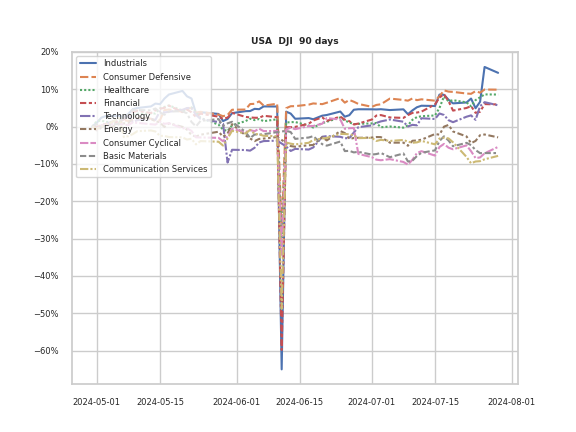 USA DJI 90 days
20%
10%
0%
−10%
−20%
−30%
−40%
−50%
−60%
Industrials
Consumer Defensive
Healthcare
Financial
Technology
Energy
Consumer Cyclical
Basic Materials
Communication Services
2024-05-01
2024-05-15
2024-06-01
2024-06-15
2024-07-01
2024-07-15
2024-08-01